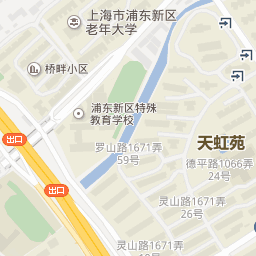 上海市浦东新区
老年大学
桥畔小区
浦东新区特殊
教育学校
出口
罗山路1671弄
59号
天虹苑
德平路1066弄
24号
出口
灵山路1671弄
26号
灵山路1671弄
18号